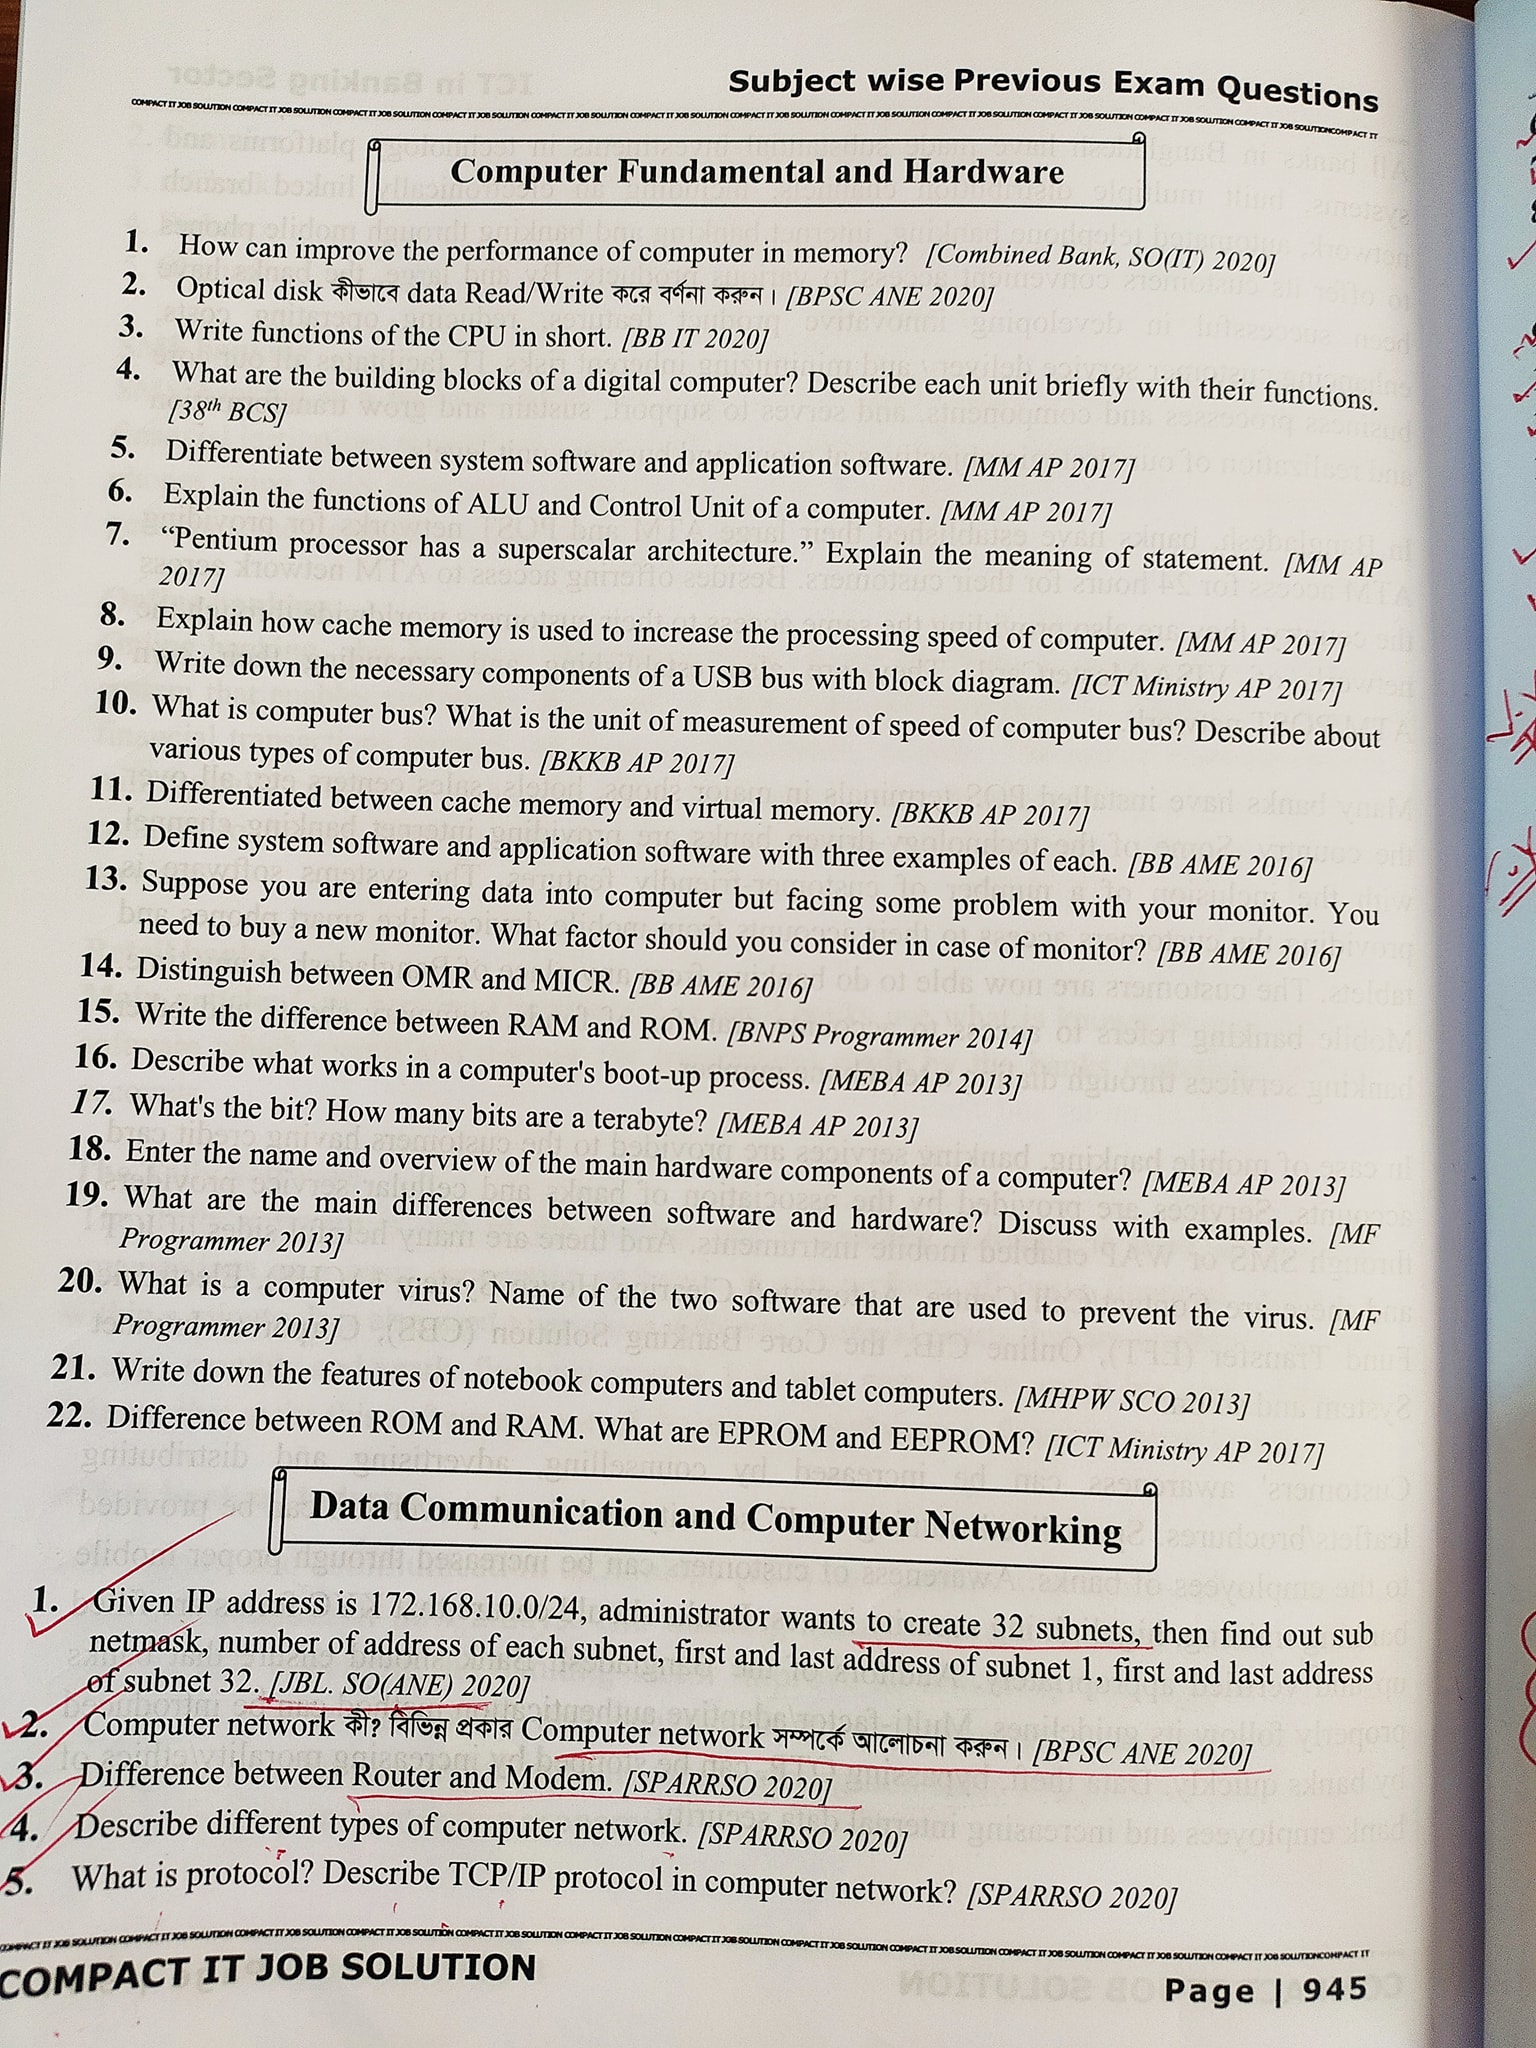 Subject wise Previous Exam Questions
COMPACT IT JOB SOLUTION COMPACT IT JOB SOLUTION COMPACT IT JOB SOLUTION COMPACT IT JOB SOLUTION COMPACT IT JOB SOLUTION COMPACT IT JOB SOLUTION COMPACT IT JOB SOLUTION COMPACT IT JOB SOLUTION COMPACT IT JOB SOLUTION COMPACT IT JOB SOLUTION COMPACT IT JOB SOLUTION COMPACT IT JOB SOLUTIONCOMPACT IT
Computer Fundamental and Hardware
1. How can improve the performance of computer in memory? [Combined Bank, SO(IT) 2020]
2. Optical disk কীভাবে data Read/Write করে বর্ণনা করুন। [BPSC ANE 2020]
3. Write functions of the CPU in short. [BB IT 2020]
4. What are the building blocks of a digital computer? Describe each unit briefly with their functions.
[38th BCS]
5. Differentiate between system software and application software. [MM AP 2017]
6. Explain the functions of ALU and Control Unit of a computer. [MM AP 2017]
7. “Pentium processor has a superscalar architecture.” Explain the meaning of statement. [MM AP
2017]
8. Explain how cache memory is used to increase the processing speed of computer. [MM AP 2017]
9. Write down the necessary components of a USB bus with block diagram. [ICT Ministry AP 2017]
10. What is computer bus? What is the unit of measurement of speed of computer bus? Describe about
various types of computer bus. [BKKB AP 2017]
11. Differentiated between cache memory and virtual memory. [BKKB AP 2017]
12. Define system software and application software with three examples of each. [BB AME 2016]
13. Suppose you are entering data into computer but facing some problem with your monitor. You
need to buy a new monitor. What factor should you consider in case of monitor? [BB AME 2016]
14. Distinguish between OMR and MICR. [BB AME 2016]
15. Write the difference between RAM and ROM. [BNPS Programmer 2014]
16. Describe what works in a computer's boot-up process. [MEBA AP 2013]
17. What's the bit? How many bits are a terabyte? [MEBA AP 2013]
18. Enter the name and overview of the main hardware components of a computer? [MEBA AP 2013]
19. What are the main differences between software and hardware? Discuss with examples. [MF
Programmer 2013]
20. What is a computer virus? Name of the two software that are used to prevent the virus. [MF
Programmer 2013]
21. Write down the features of notebook computers and tablet computers. [MHPW SCO 2013]
22. Difference between ROM and RAM. What are EPROM and EEPROM? [ICT Ministry AP 2017]
Data Communication and Computer Networking
1. Given IP address is 172.168.10.0/24, administrator wants to create 32 subnets, then find out sub
netmask, number of address of each subnet, first and last address of subnet 1, first and last address
of subnet 32. [JBL. SO(ANE) 2020]
2. Computer network কী? বিভিন্ন প্রকার Computer network সম্পর্কে আলোচনা করুন। [BPSC ANE 2020]
3. Difference between Router and Modem. [SPARRSO 2020]
4. Describe different types of computer network. [SPARRSO 2020]
5. What is protocol? Describe TCP/IP protocol in computer network? [SPARRSO 2020]
COMPACT IT JOB SOLUTION COMPACT IT JOB SOLUTION COMPACT IT JOB SOLUTION COMPACT IT JOB SOLUTION COMPACT IT JOB SOLUTION COMPACT IT JOB SOLUTION COMPACT IT JOB SOLUTION COMPACT IT JOB SOLUTION COMPACT IT JOB SOLUTION COMPACT IT JOB SOLUTION COMPACT IT JOB SOLUTION COMPACT IT JOB SOLUTIONCOMPACT IT
COMPACT IT JOB SOLUTION
Page | 945